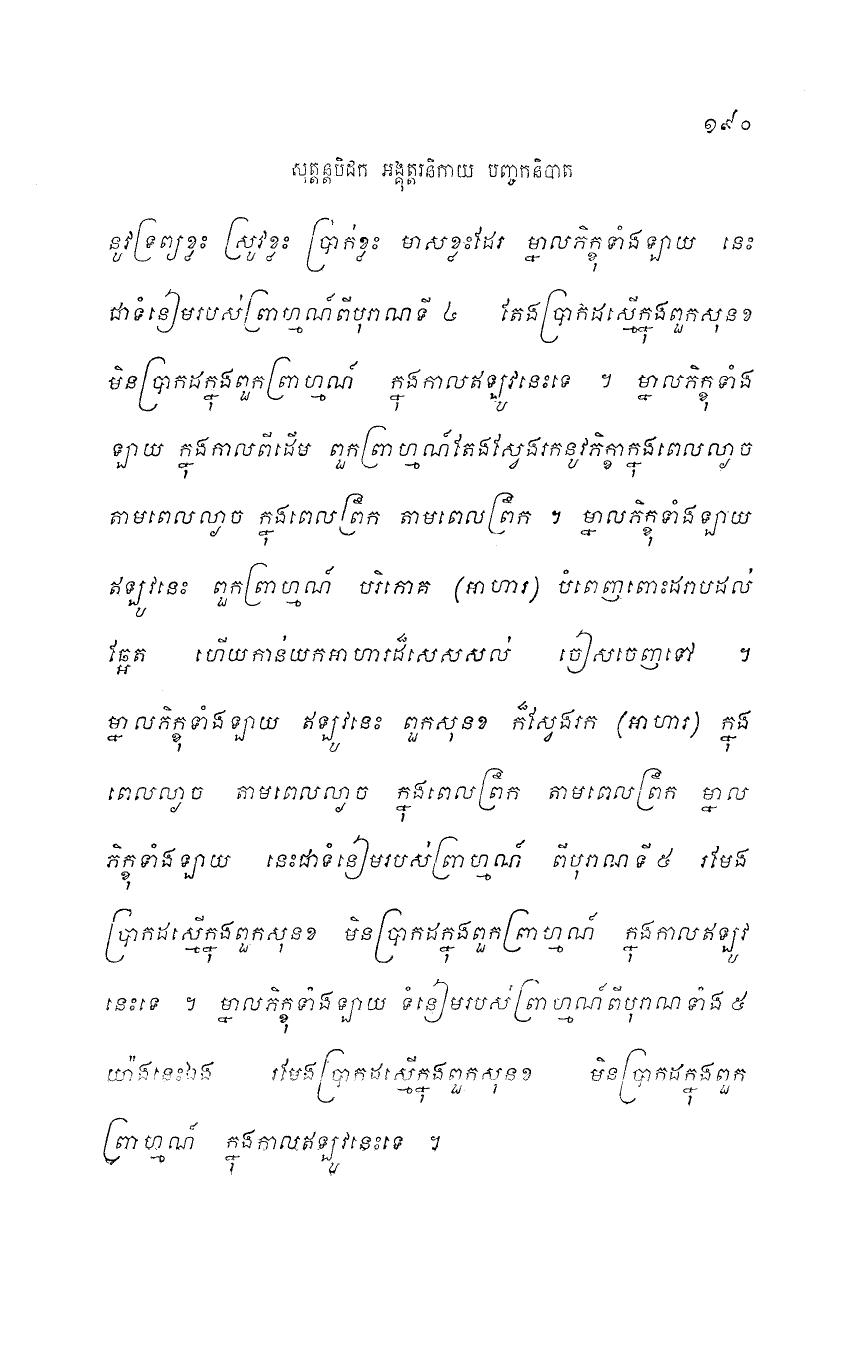 ១៩០
សុត្តន្តបិដក អង្គុត្តរនិកាយ បញ្ចកនិបាត
នូវទ្រព្យខ្លះ ស្រូវខ្លះ ប្រាក់ខ្លះ មាសខ្លះដែរ ម្នាលភិក្ខុទាំងឡាយ នេះ
ជាទំនៀមរបស់ព្រាហ្មណ៍ពីបុរាណទី ៤ តែងប្រាកដស្មើក្នុងពួកសុនខ
មិនប្រាកដក្នុងពួកព្រាហ្មណ៍ ក្នុងកាលឥឡូវនេះទេ ។ ម្នាលភិក្ខុទាំង
ឡាយ ក្នុងកាលពីដើម ពួកព្រាហ្មណ៍តែងស្វែងរកនូវភិក្ខាក្នុងពេលល្ងាច
តាមពេលល្ងាច ក្នុងពេលព្រឹក តាមពេលព្រឹក ។ ម្នាលភិក្ខុទាំងឡាយ
ឥឡូវនេះ ពួកព្រាហ្មណ៍ បរិភោគ (អាហារ) បំពេញពោះដរាបដល់
ឆ្អែត ហើយកាន់យកអាហារដ៏សេសសល់ ចៀសចេញទៅ ។
ម្នាលភិក្ខុទាំងឡាយ ឥឡូវនេះ ពួកសុនខ ក៏ស្វែងរក (អាហារ) ក្នុង
ពេលល្ងាច តាមពេលល្ងាច ក្នុងពេលព្រឹក តាមពេលព្រឹក ម្នាល
ភិក្ខុទាំងឡាយ នេះជាទំនៀមរបស់ព្រាហ្មណ៍ ពីបុរាណទី ៥ រមែង
ប្រាកដស្មើក្នុងពួកសុនខ មិនប្រាកដក្នុងពួកព្រាហ្មណ៍ ក្នុងកាលឥឡូវ
នេះទេ ។ ម្នាលភិក្ខុទាំងឡាយ ទំនៀមរបស់ព្រាហ្មណ៍ពីបុរាណទាំង ៥
យ៉ាងនេះឯង រមែងប្រាកដស្មើក្នុងពួកសុនខ មិនប្រាកដក្នុងពួក
ព្រាហ្មណ៍ ក្នុងកាលឥឡូវនេះទេ ។